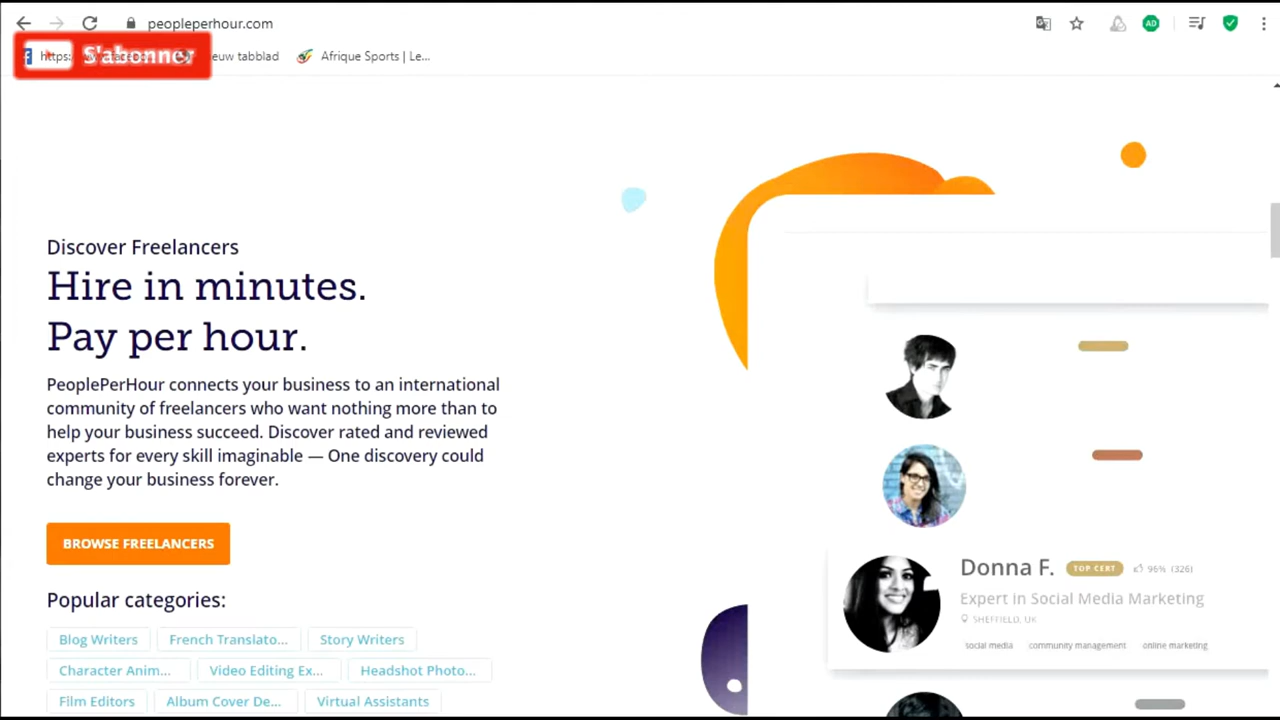 peopleperhour.com
S'abonner
https:
uw tabblad
Afrique Sports | Le...
Discover Freelancers
Hire in minutes.
Pay per hour.
PeoplePerHour connects your business to an international
community of freelancers who want nothing more than to
help your business succeed. Discover rated and reviewed
experts for every skill imaginable — One discovery could
change your business forever.
BROWSE FREELANCERS
Popular categories:
Blog Writers French Translato... Story Writers
Character Anim... Video Editing Ex... Headshot Photo...
Film Editors Album Cover De... Virtual Assistants
AD
Donna F. TOP CERT 96% (326)
Expert in Social Media Marketing
SHEFFIELD, UK
social media community management online marketing